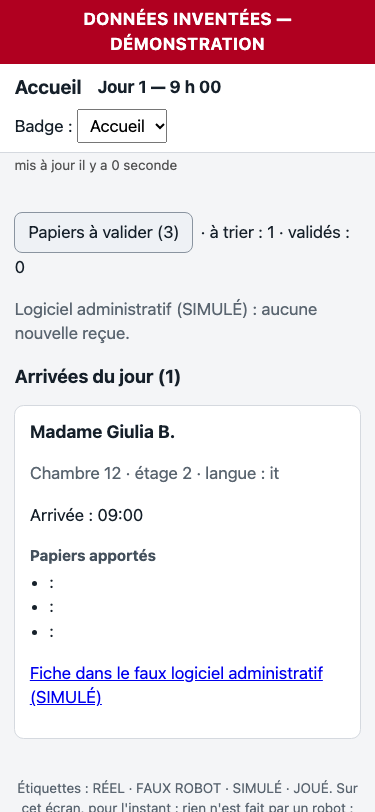 DONNÉES INVENTÉES —
DÉMONSTRATION
Accueil Jour 1 — 9 h 00
Badge : Accueil
mis à jour il y a 0 seconde
Papiers à valider (3) · à trier : 1 · validés :
0
Logiciel administratif (SIMULÉ) : aucune
nouvelle reçue.
Arrivées du jour (1)
Madame Giulia B.
Chambre 12 · étage 2 · langue : it
Arrivée : 09:00
Papiers apportés
• :
• :
• :
Fiche dans le faux logiciel administratif
(SIMULÉ)
Étiquettes : RÉEL · FAUX ROBOT · SIMULÉ · JOUÉ. Sur
cet écran, pour l'instant : rien n'est fait par un robot ;